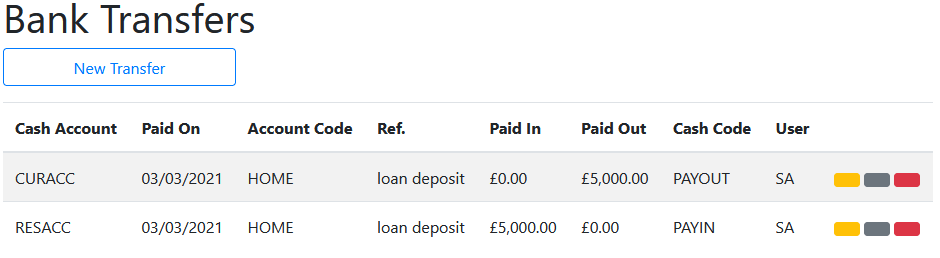 Bank Transfers
New Transfer
Cash Account Paid On Account Code Ref. Paid In Paid Out Cash Code User
CURACC 03/03/2021 HOME loan deposit £0.00 £5,000.00 PAYOUT SA
RESACC 03/03/2021 HOME loan deposit £5,000.00 £0.00 PAYIN SA